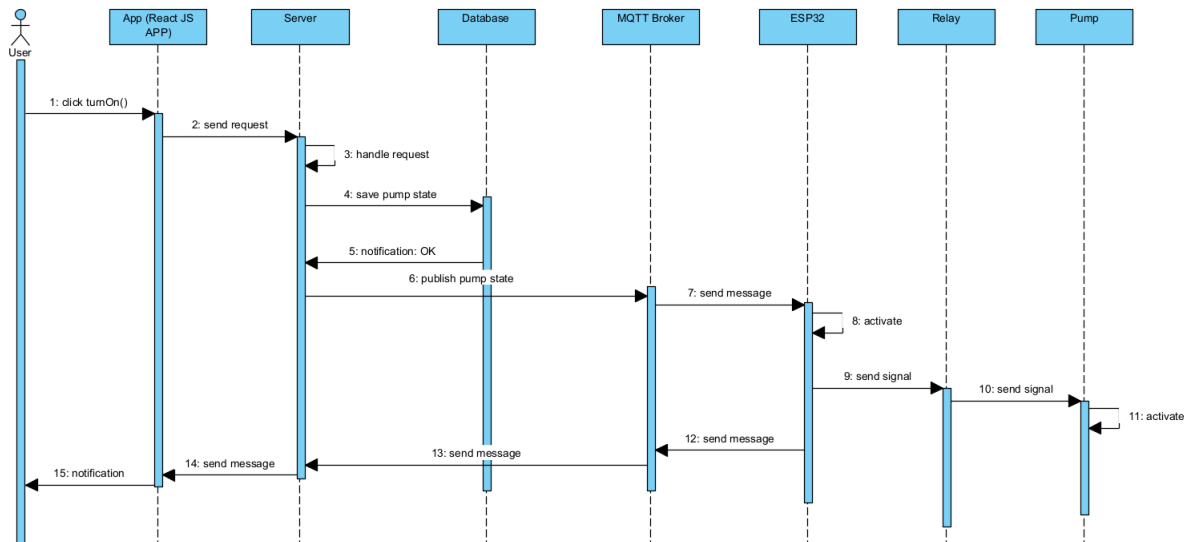 User
App (React JS
APP)
Server
Database
MQTT Broker
ESP32
Relay
Pump
1: click turnOn()
2: send request
3: handle request
4: save pump state
5: notification: OK
6: publish pump state
7: send message
8: activate
9: send signal
10: send signal
11: activate
12: send message
13: send message
14: send message
15: notification